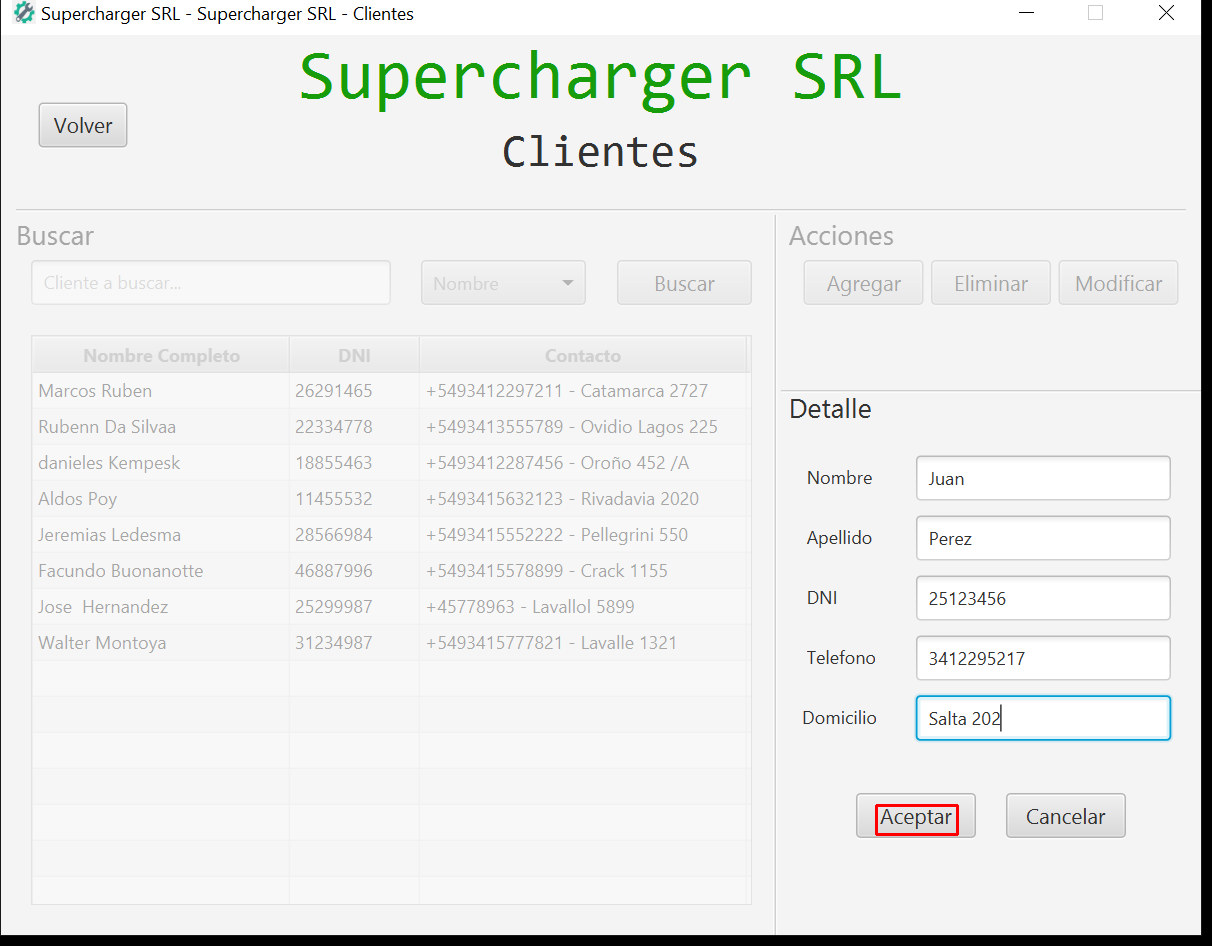 Supercharger SRL - Supercharger SRL - Clientes
Supercharger SRL
Volver
Clientes
Buscar
Cliente a buscar...
Nombre
Buscar
Nombre Completo DNI Contacto
Marcos Ruben 26291465 +5493412297211 - Catamarca 2727
Rubenn Da Silvaa 22334778 +5493413555789 - Ovidio Lagos 225
danieles Kempesk 18855463 +5493412287456 - Oroño 452 /A
Aldos Poy 11455532 +5493415632123 - Rivadavia 2020
Jeremias Ledesma 28566984 +5493415552222 - Pellegrini 550
Facundo Buonanotte 46887996 +5493415578899 - Crack 1155
Jose  Hernandez 25299987 +45778963 - Lavallol 5899
Walter Montoya 31234987 +5493415777821 - Lavalle 1321
Acciones
Agregar Eliminar Modificar
Detalle
Nombre Juan
Apellido Perez
DNI 25123456
Telefono 3412295217
Domicilio Salta 202
Aceptar Cancelar